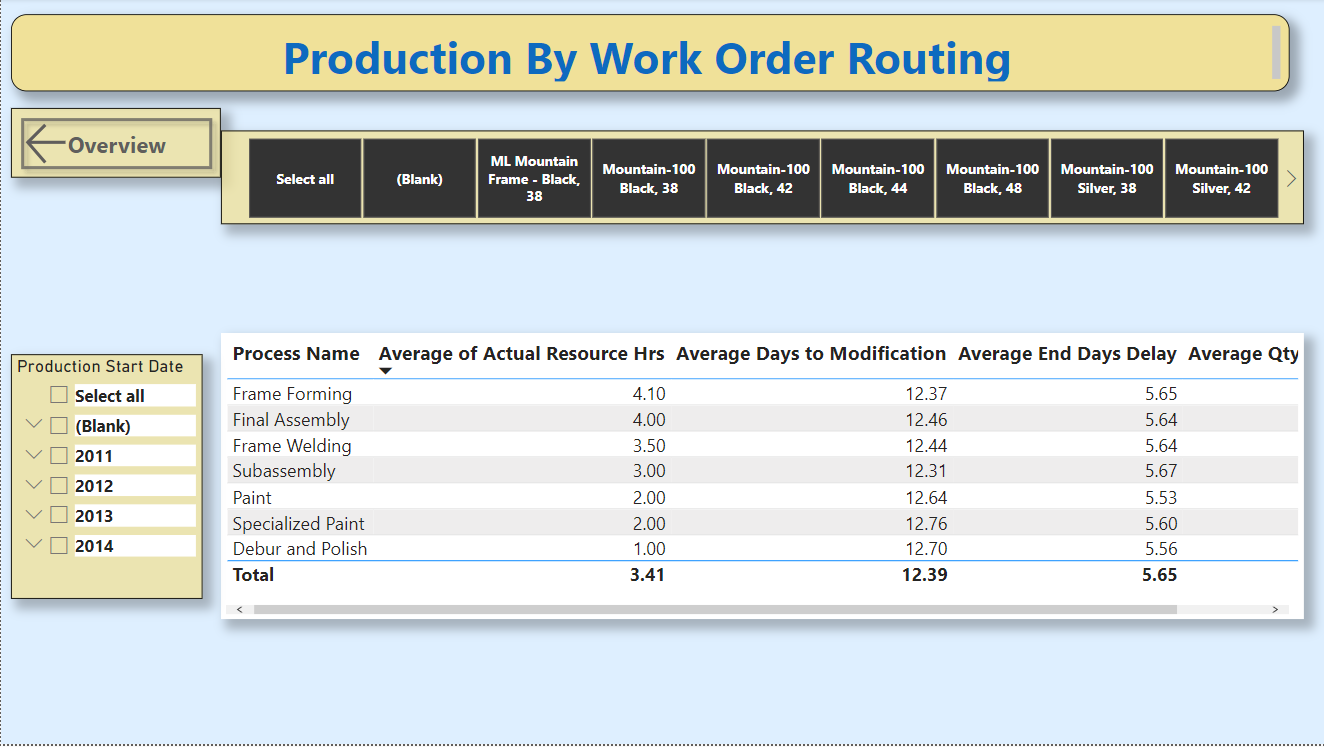 Production By Work Order Routing
Overview
Select all
(Blank)
ML Mountain
Frame - Black,
38
Mountain-100
Black, 38
Mountain-100
Black, 42
Mountain-100
Black, 44
Mountain-100
Black, 48
Mountain-100
Silver, 38
Mountain-100
Silver, 42
Production Start Date
Select all
(Blank)
2011
2012
2013
2014
Process Name Average of Actual Resource Hrs Average Days to Modification Average End Days Delay Average Qty
Frame Forming 4.10 12.37 5.65
Final Assembly 4.00 12.46 5.64
Frame Welding 3.50 12.44 5.64
Subassembly 3.00 12.31 5.67
Paint 2.00 12.64 5.53
Specialized Paint 2.00 12.76 5.60
Debur and Polish 1.00 12.70 5.56
Total 3.41 12.39 5.65